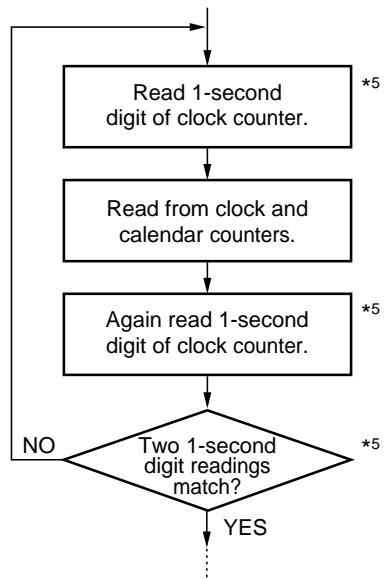 Read 1-second
digit of clock counter.
*5
Read from clock and
calendar counters.
Again read 1-second
digit of clock counter.
*5
NO
Two 1-second
digit readings
match?
*5
YES